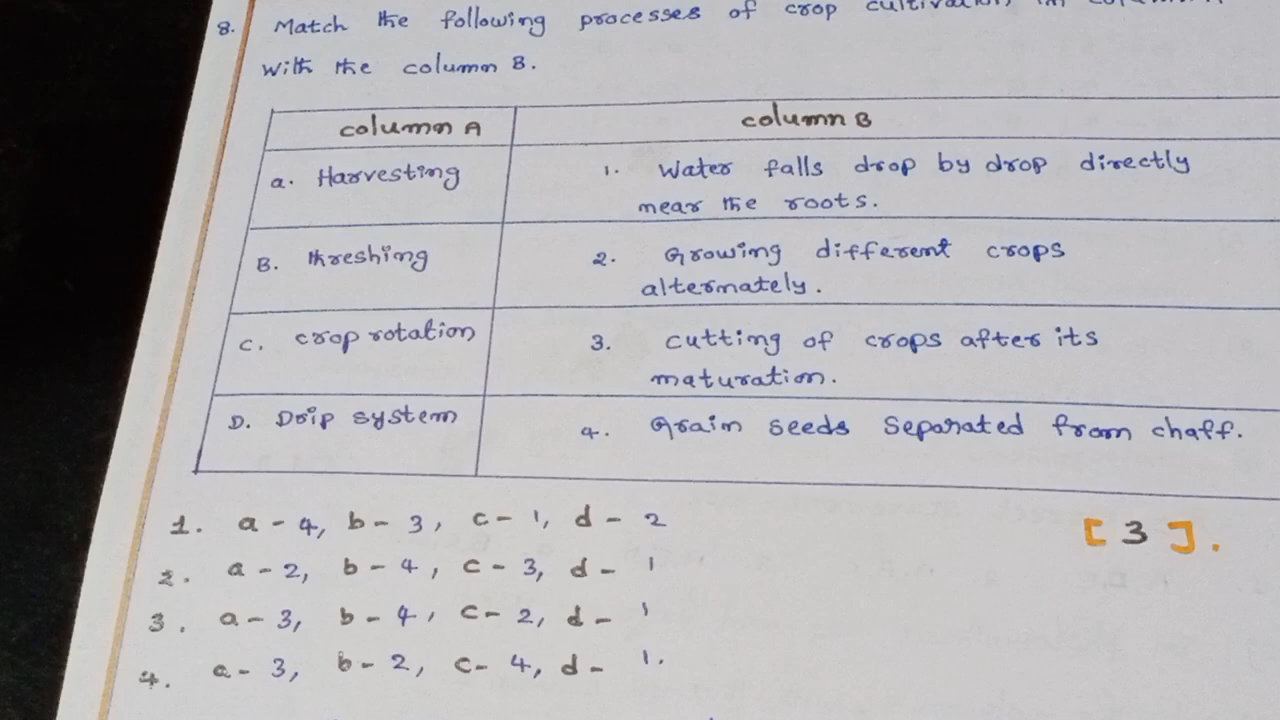 8. Match the following processes of crop cultivation in column
with the column B.
column A column B
a. Harvesting 1. Water falls drop by drop directly
near the roots.
B. threshing 2. Growing different crops
alternately.
C. crop rotation 3. cutting of crops after its
maturation.
D. Drip system 4. Grain seeds separated from chaff.
1. a - 4, b - 3, c - 1, d - 2 [3].
2. a - 2, b - 4, c - 3, d - 1
3. a - 3, b - 4, c - 2, d - 1
4. a - 3, b - 2, c - 4, d - 1.